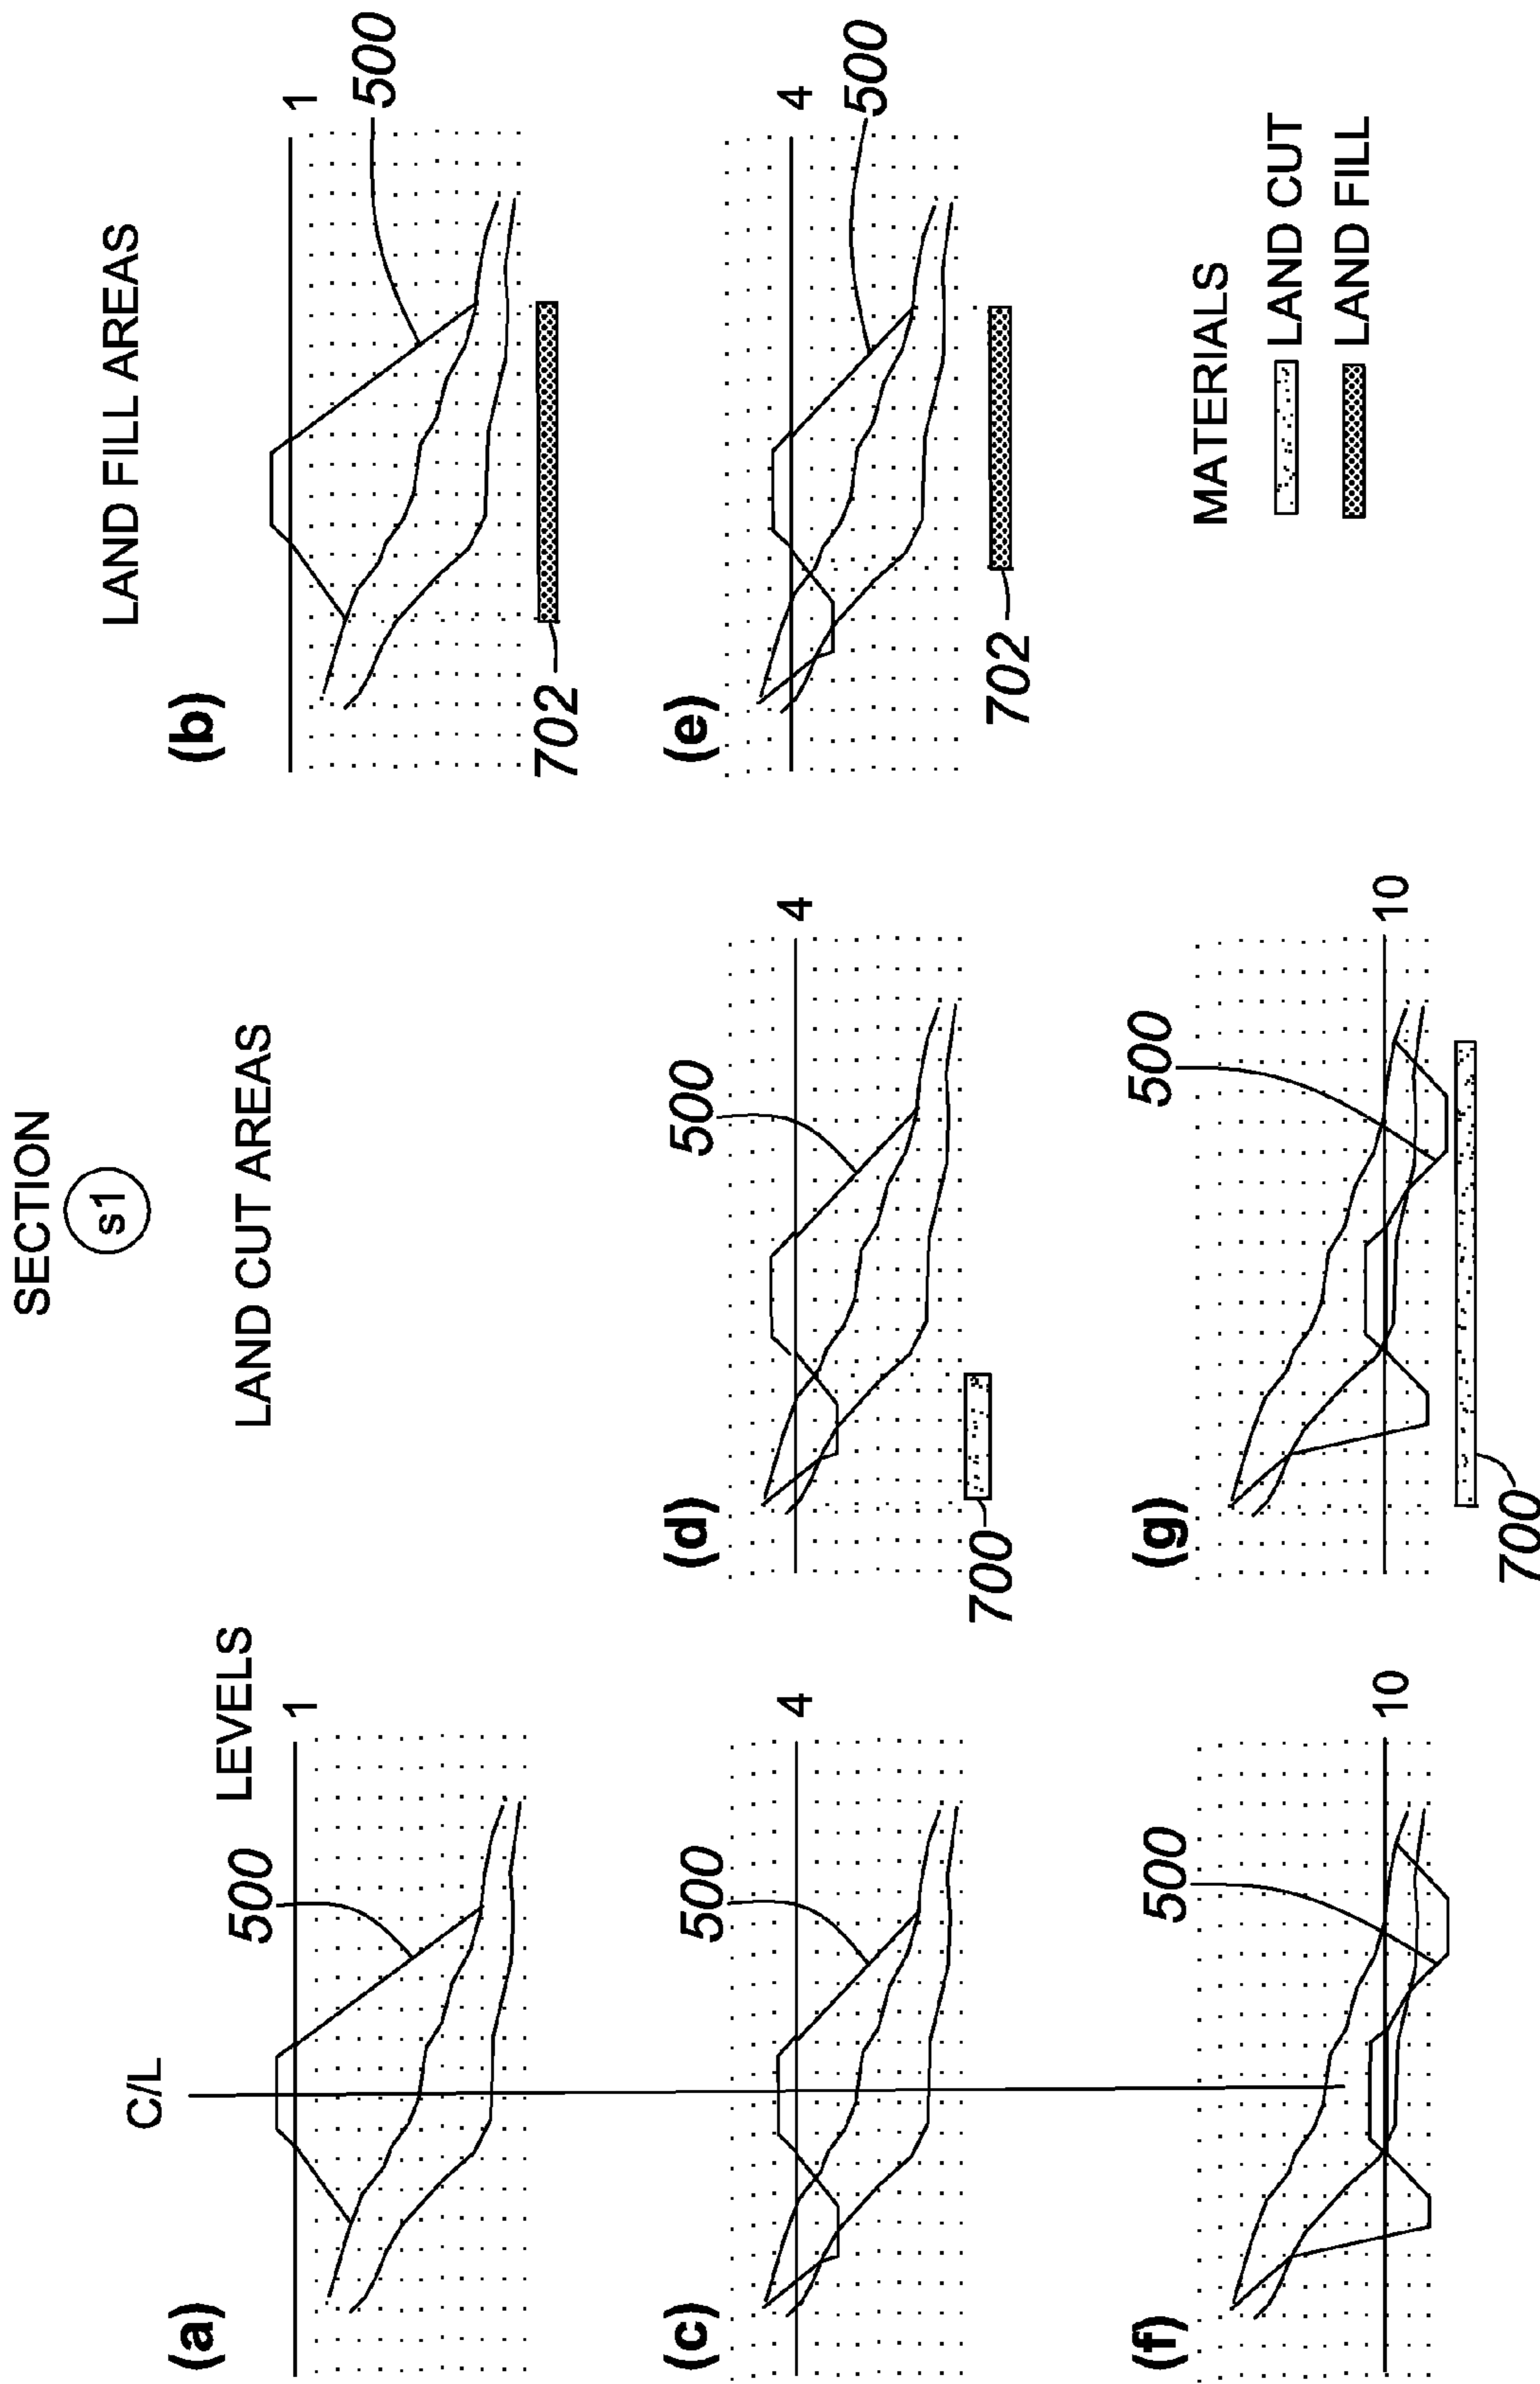 SECTION
s1
LEVELS
LAND CUT AREAS
LAND FILL AREAS
C/L
(a)
500
1
(b)
1
500
702
(c)
500
4
(d)
500
4
700
(e)
4
500
702
(f)
500
10
(g)
500
10
700
MATERIALS
LAND CUT
LAND FILL